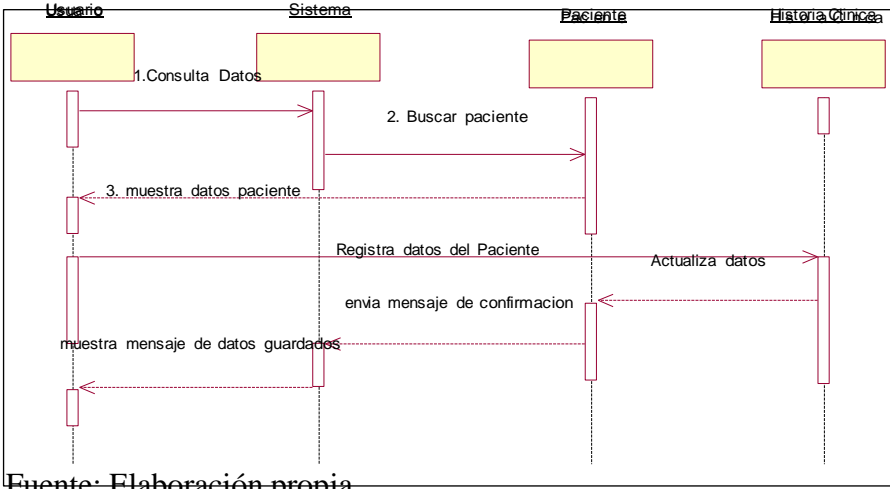 Usuario
Sistema
Paciente
Historia Clinica
1.Consulta Datos
2. Buscar paciente
3. muestra datos paciente
Registra datos del Paciente
Actualiza datos
envia mensaje de confirmacion
muestra mensaje de datos guardados
Fuente: Elaboración propia